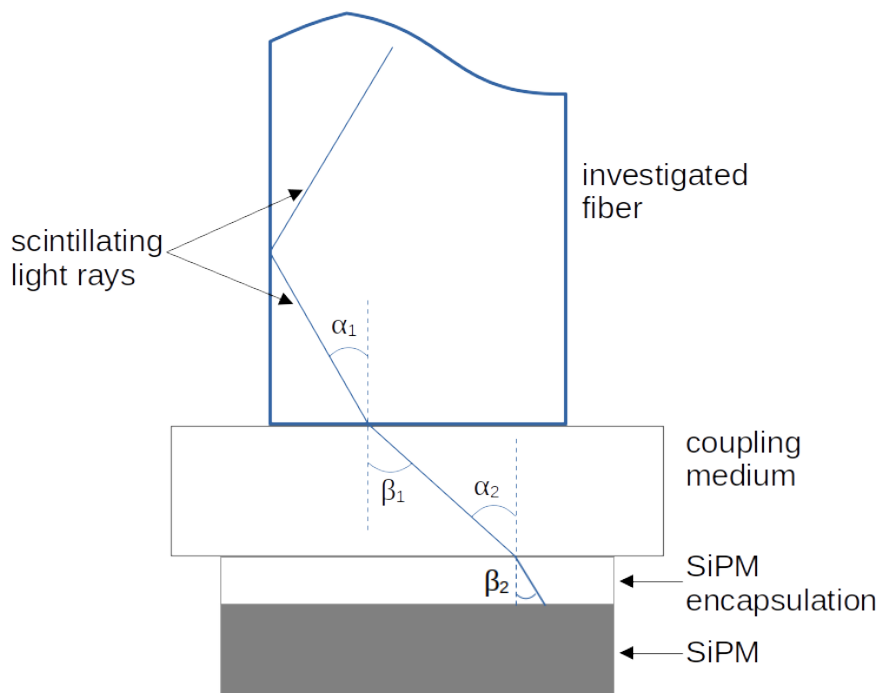 investigated
fiber
scintillating
light rays
α₁
coupling
medium
β₁
α₂
SiPM
encapsulation
β₂
SiPM